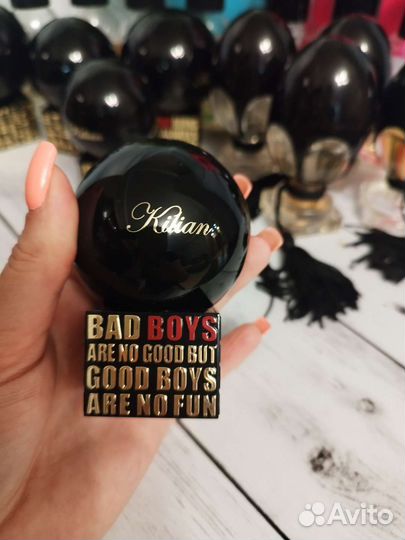 Kilian
BAD BOYS
ARE NO GOOD BUT
GOOD BOYS
ARE NO FUN
Avito